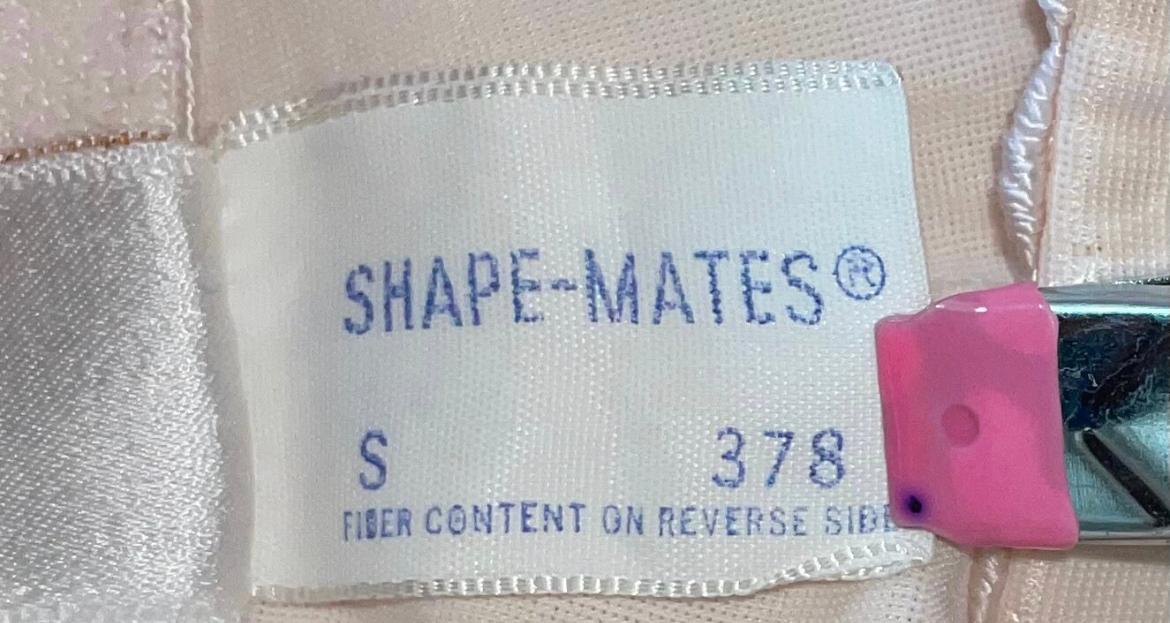 SHAPE-MATES®
S 378
FIBER CONTENT ON REVERSE SIDE